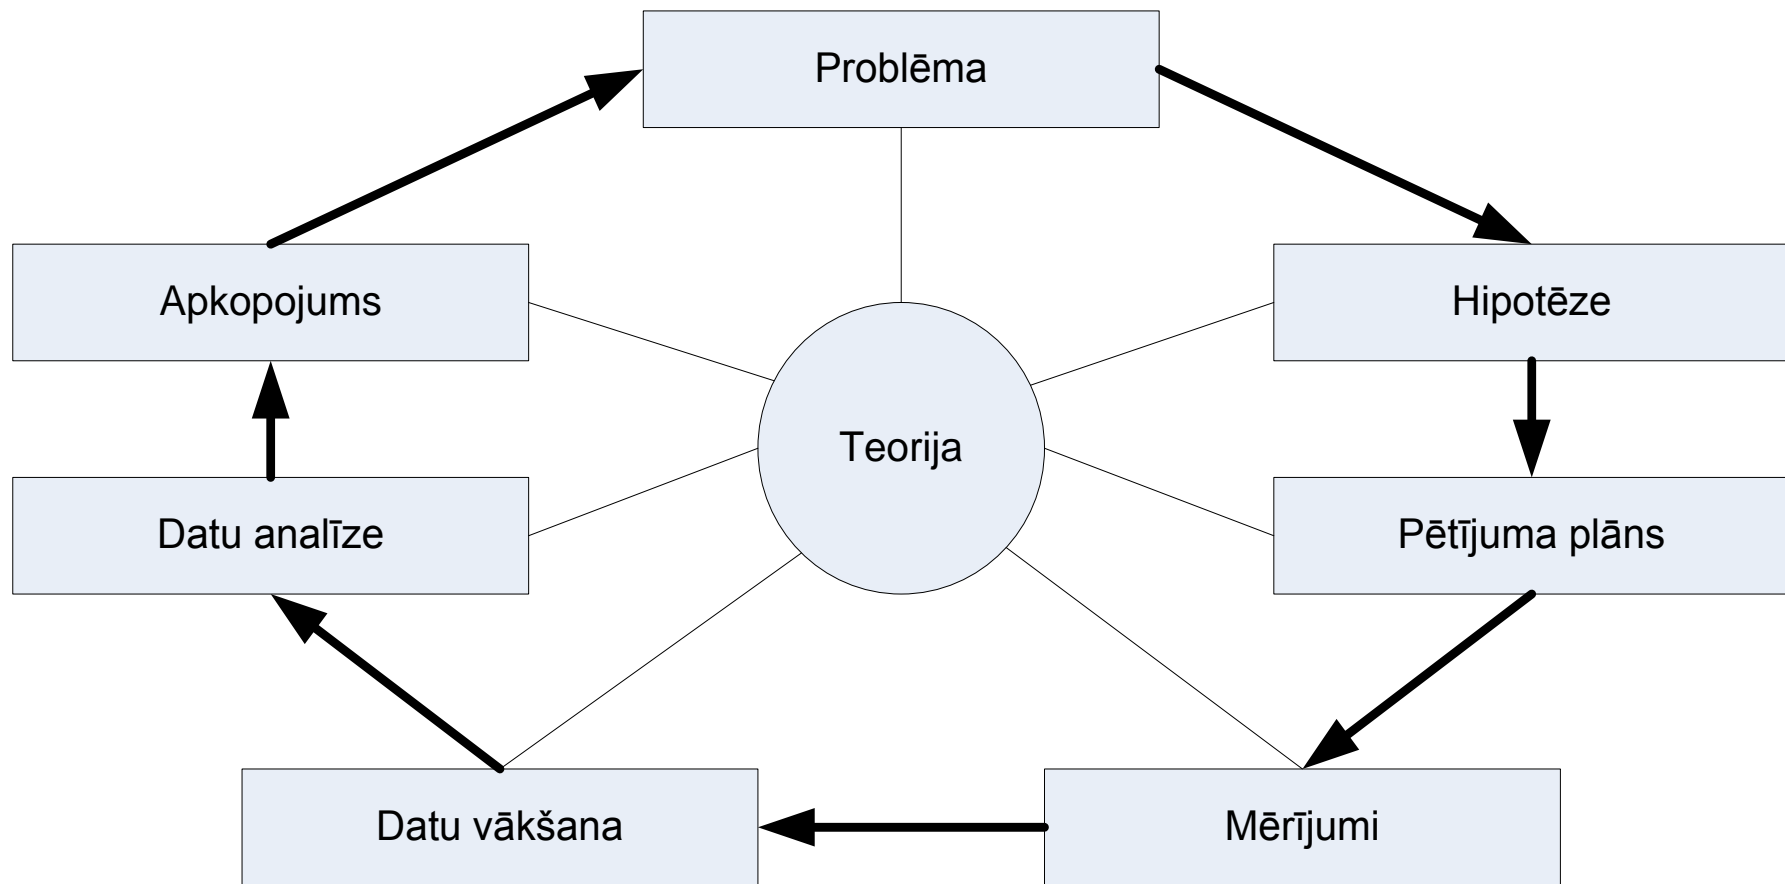 Problēma
Apkopojums
Hipotēze
Teorija
Datu analīze
Pētījuma plāns
Datu vākšana
Mērījumi